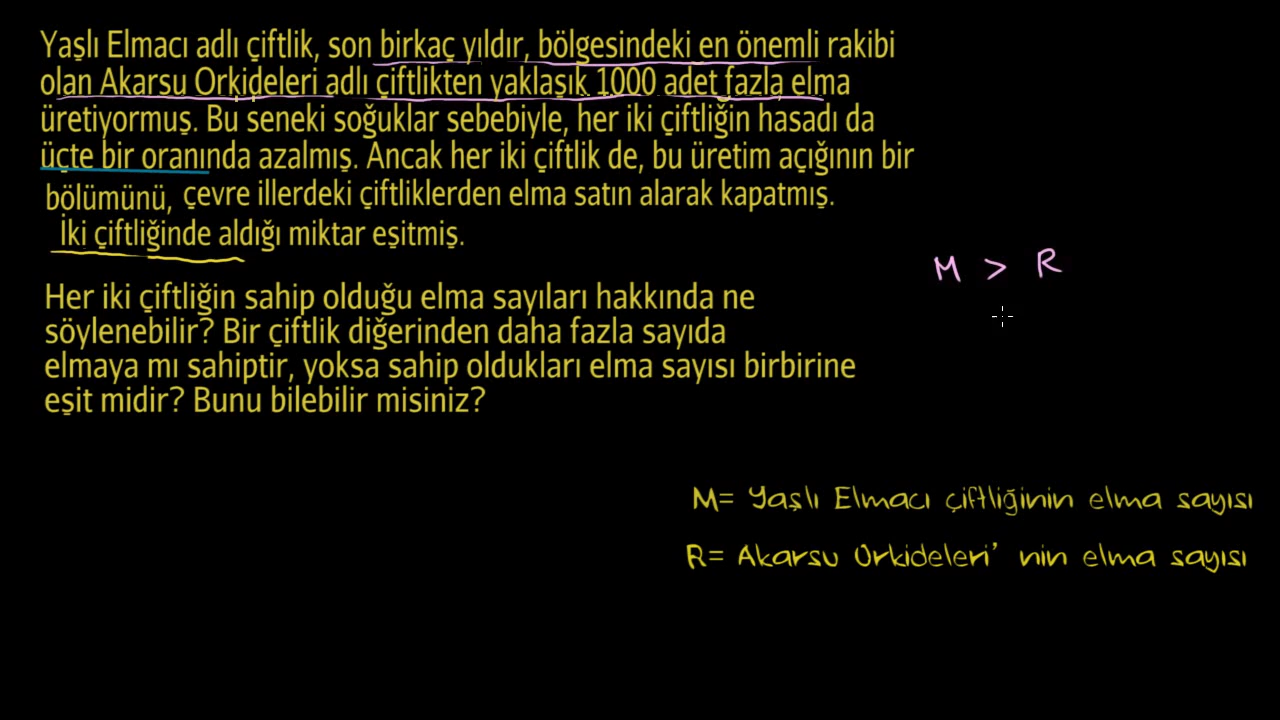 Yaşlı Elmacı adlı çiftlik, son birkaç yıldır, bölgesindeki en önemli rakibi
olan Akarsu Orkideleri adlı çiftlikten yaklaşık 1000 adet fazla elma
üretiyormuş. Bu seneki soğuklar sebebiyle, her iki çiftliğin hasadı da
üçte bir oranında azalmış. Ancak her iki çiftlik de, bu üretim açığının bir
bölümünü, çevre illerdeki çiftliklerden elma satın alarak kapatmış.
İki çiftliğinde aldığı miktar eşitmiş.
M > R
Her iki çiftliğin sahip olduğu elma sayıları hakkında ne
söylenebilir? Bir çiftlik diğerinden daha fazla sayıda
elmaya mı sahiptir, yoksa sahip oldukları elma sayısı birbirine
eşit midir? Bunu bilebilir misiniz?
M= Yaşlı Elmacı çiftliğinin elma sayısı
R= Akarsu Orkideleri' nin elma sayısı